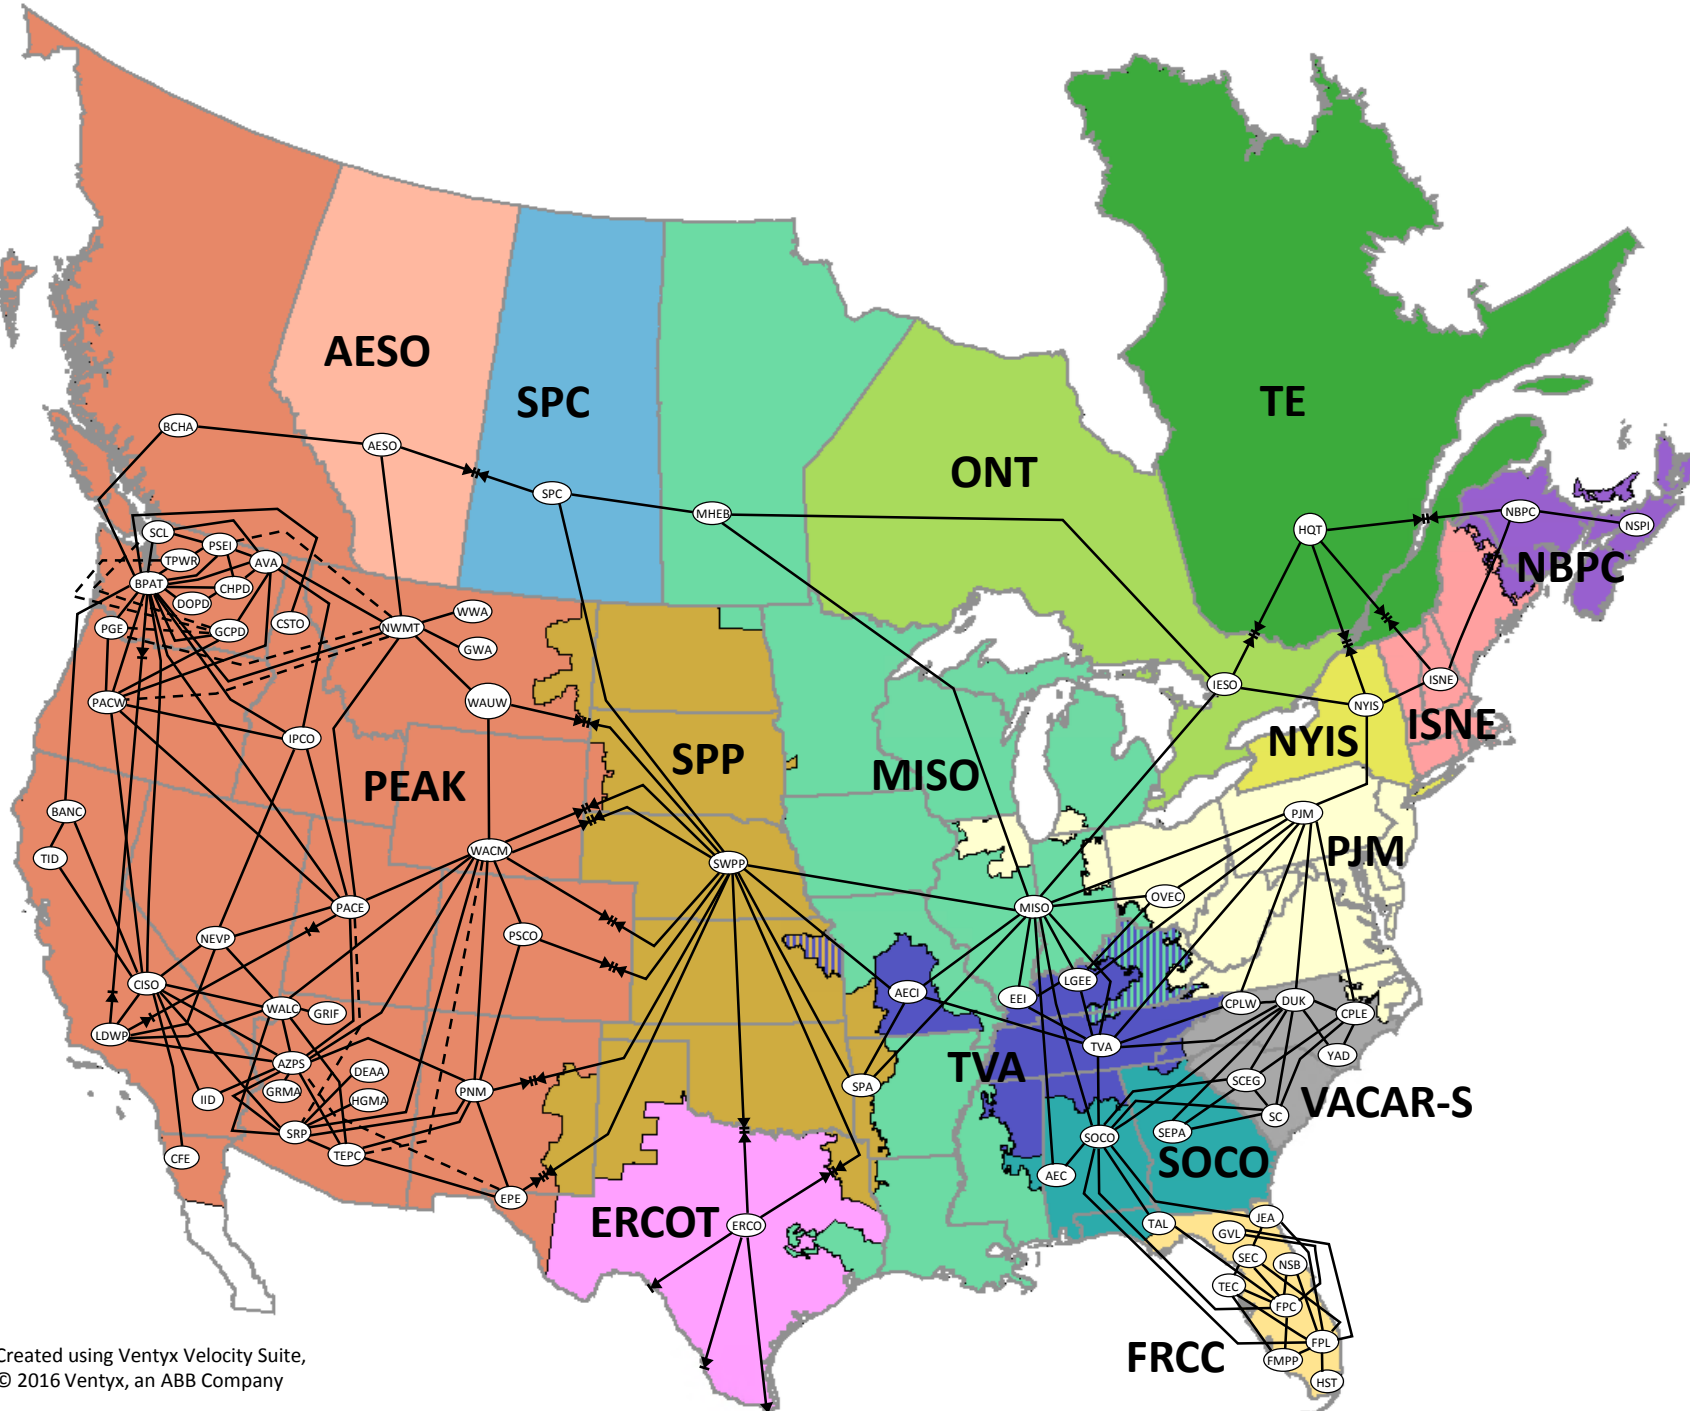 AESO
SPC
TE
ONT
BCHA
AESO
SPC
MHEB
HQT
NBPC
NSPI
NBPC
SCL
PSEI
TPWR
AVA
BPAT
CHPD
DOPD
WWA
PGE
GCPD
CSTO
NWMT
GWA
PACW
WAUW
IESO
ISNE
NYIS
ISNE
NYIS
IPCO
SPP
MISO
PEAK
BANC
PJM
PJM
TID
WACM
SWPP
OVEC
PACE
MISO
NEVP
PSCO
CISO
LGEE
AECI
EEI
CPLW
DUK
CPLE
WALC
GRIF
LDWP
TVA
YAD
AZPS
DEAA
TVA
SCEG
SPA
GRMA
HGMA
PNM
IID
VACAR-S
SC
SRP
SEPA
SOCO
TEPC
CFE
SOCO
AEC
EPE
ERCOT
ERCO
TAL
JEA
GVL
SEC
NSB
TEC
FPC
FPL
FRCC
FMPP
HST
Created using Ventyx Velocity Suite,
© 2016 Ventyx, an ABB Company